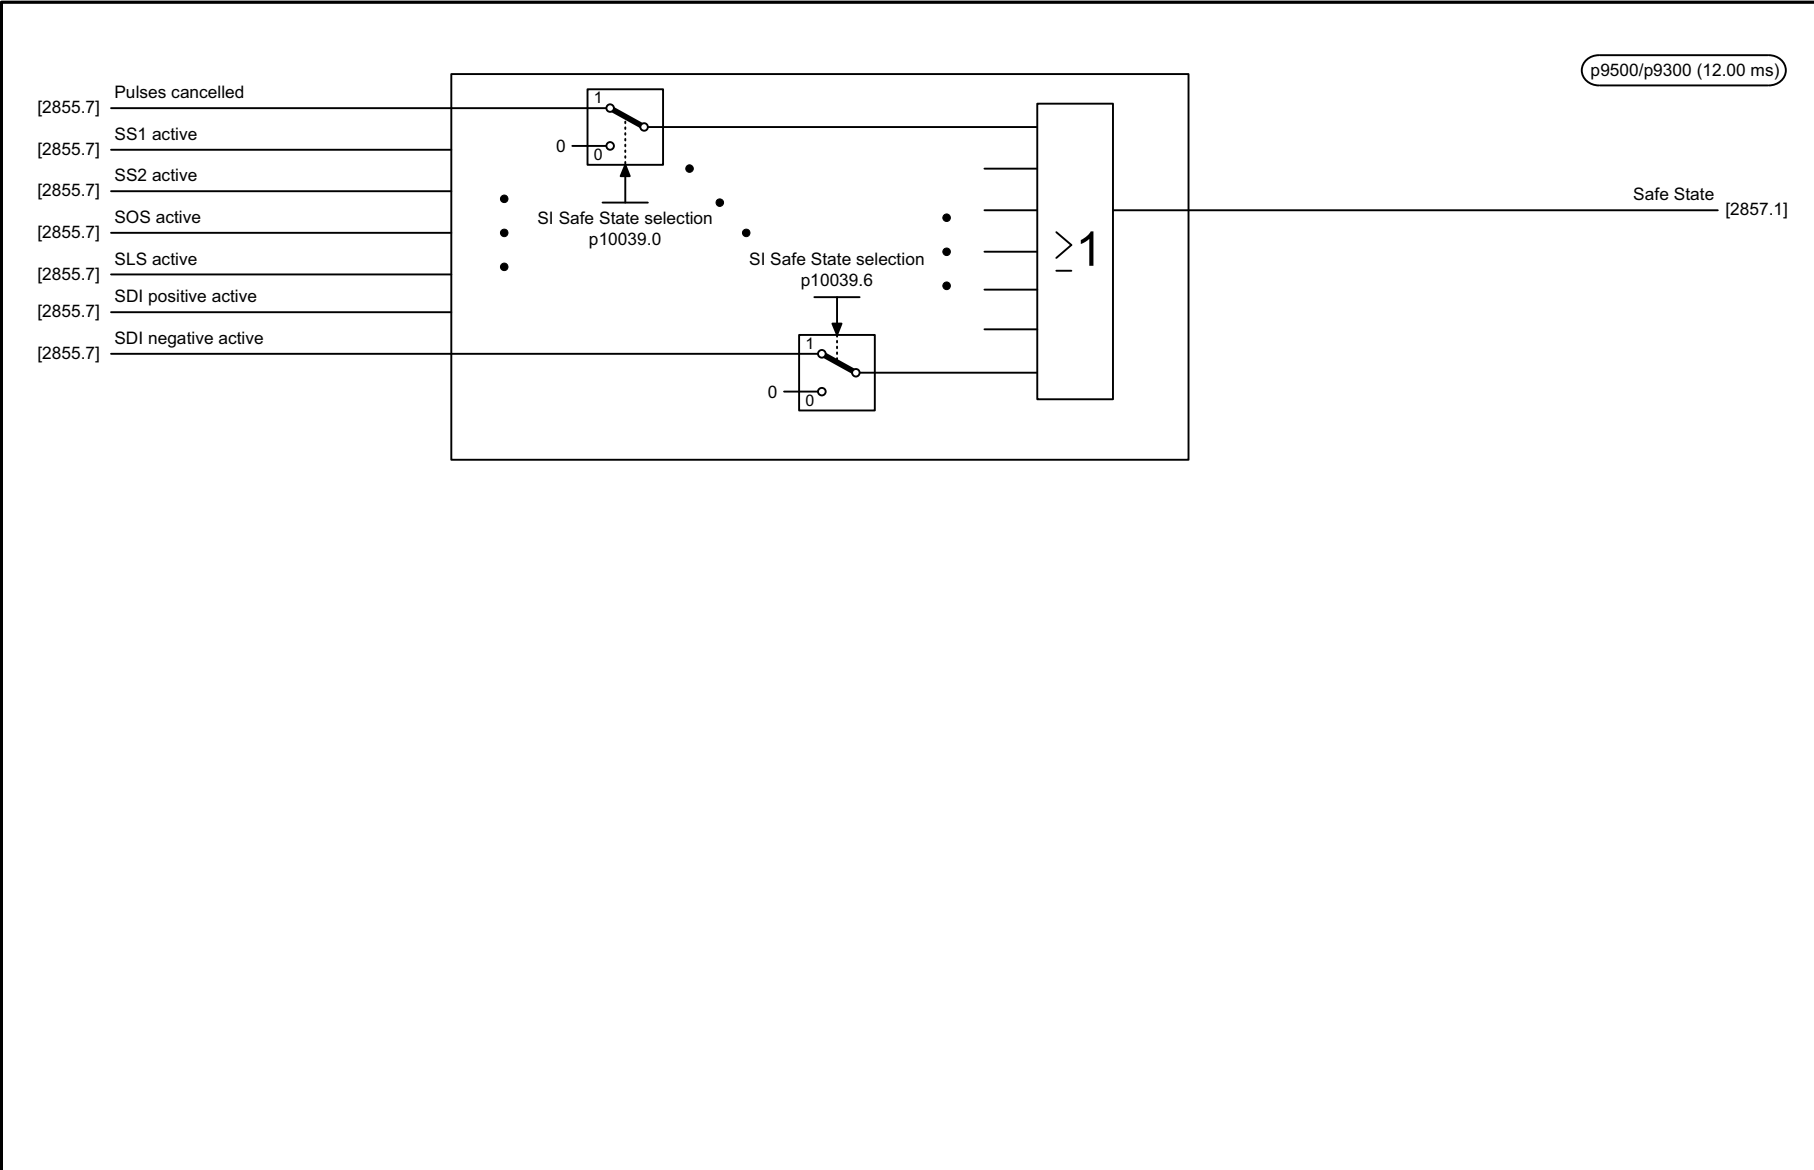 p9500/p9300 (12.00 ms)
Pulses cancelled
[2855.7]
1
0
0
SS1 active
[2855.7]
SS2 active
[2855.7]
SOS active
[2855.7]
SLS active
[2855.7]
SDI positive active
[2855.7]
SDI negative active
[2855.7]
SI Safe State selection
p10039.0
SI Safe State selection
p10039.6
1
0
0
≥1
Safe State
[2857.1]